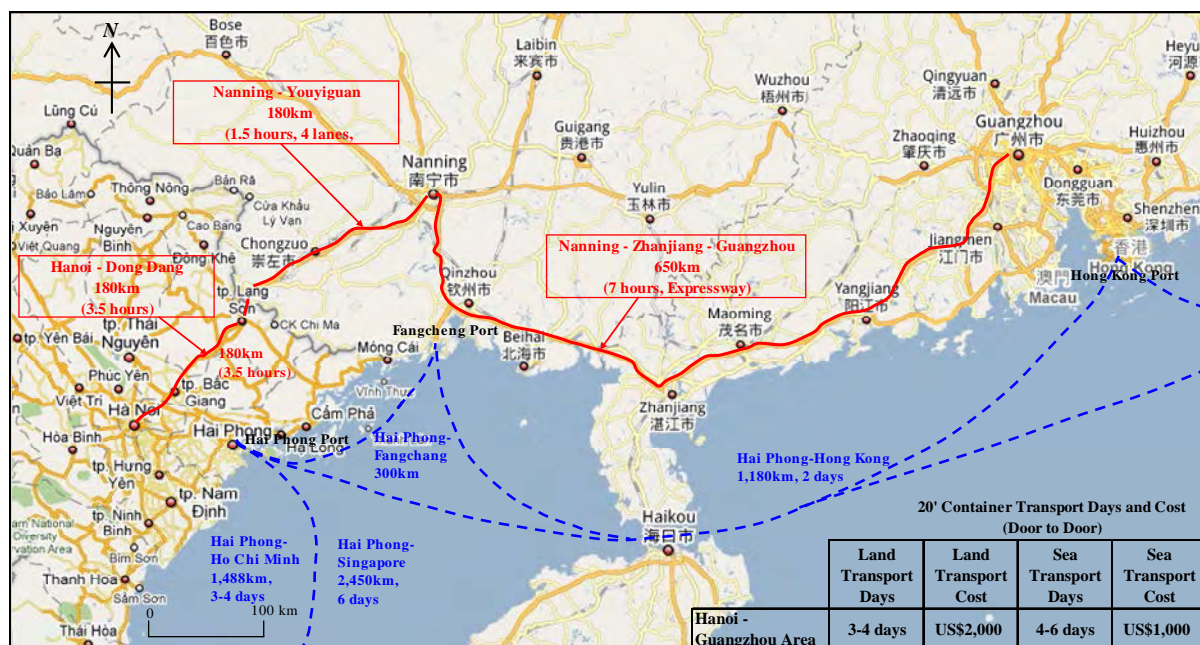 N
Bose
百色市
Laibin
来宾市
Heyu
河源
Lũng Cú
Nanning - Youyiguan
180km
(1.5 hours, 4 lanes,
Wuzhou
梧州市
Qingyuan
清远市
Guigang
贵港市
Guangzhou
广州市
Zhaoqing
肇庆市
Huizhou
惠州市
Quản Bạ
Bảo Lâm
Thông Nông
Bản Rả
Nanning
南宁市
Cửa Khẩu
Lý Vạn
Yulin
玉林市
Dongguan
东莞市
ị Xuyên
Việt Quang
Nguyên
Bình
Cao Bằng
Đông Khê
Chongzuo
崇左市
Shenzhen
深圳市
Hanoi - Dong Dang
180km
(3.5 hours)
Nanning - Zhanjiang - Guangzhou
650km
(7 hours, Expressway)
Jiangmen
江门市
香港
Hong Kong
Hong Kong Port
澳門
Macau
Qinzhou
钦州市
tp. Lạng
Sơn
CK Chi Ma
Yangjiang
阳江市
tp. Yên Bái
tp. Thái
Nguyên
Maoming
茂名市
Fangcheng Port
Beihai
北海市
Móng Cái
180km
(3.5 hours)
Phúc Yên
Việt Trì
tp. Bắc
Giang
Vĩnh Thực
Zhanjiang
湛江市
Hà Nội
Cẩm Phả
Hòa Bình
Hải Phòng
Hai Phong Port
Hạ Long
Hai Phong-
Fangchang
300km
Hai Phong-Hong Kong
1,180km, 2 days
tp. Hưng
Yên
tp. Nam
Định
tp. Ninh
Bình
am National
Diversity
rvation Area
Bỉm Sơn
Haikou
海口市
Hai Phong-
Ho Chi Minh
1,488km,
3-4 days
Hai Phong-
Singapore
2,450km,
6 days
Thanh Hoa
Sầm Sơn
Thái Hòa
0
100 km
20' Container Transport Days and Cost
(Door to Door)
Land
Transport
Days
Land
Transport
Cost
Sea
Transport
Days
Sea
Transport
Cost
Hanoi -
Guangzhou Area
3-4 days
US$2,000
4-6 days
US$1,000